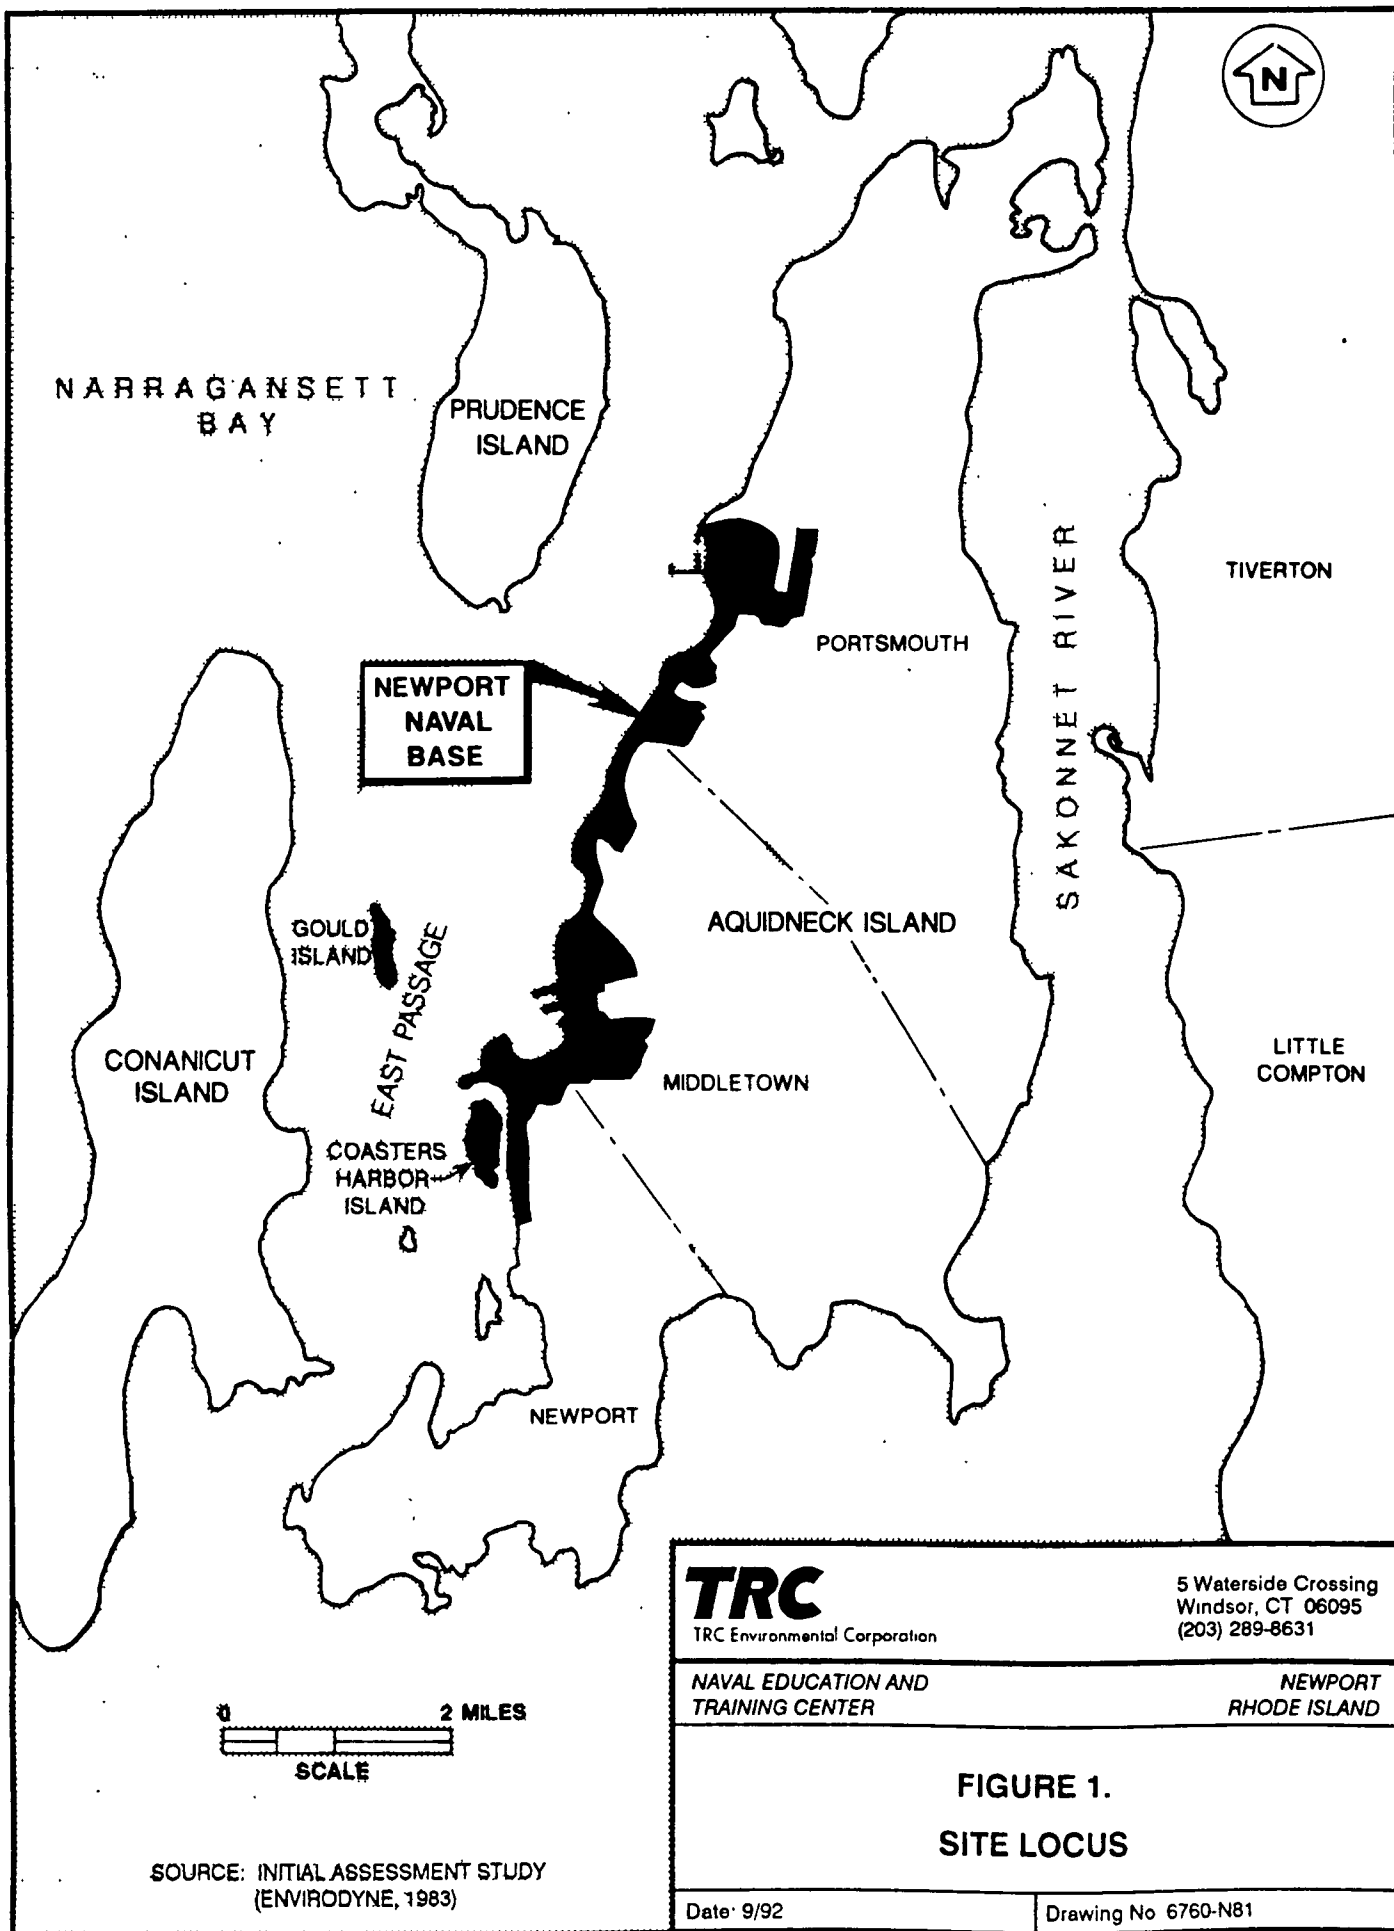 N
NARRAGANSETT
BAY
PRUDENCE
ISLAND
SAKONNET RIVER
TIVERTON
PORTSMOUTH
NEWPORT
NAVAL
BASE
GOULD
ISLAND
EAST PASSAGE
AQUIDNECK ISLAND
CONANICUT
ISLAND
MIDDLETOWN
LITTLE
COMPTON
COASTERS
HARBOR
ISLAND
NEWPORT
TRC
TRC Environmental Corporation
5 Waterside Crossing
Windsor, CT 06095
(203) 289-8631
NAVAL EDUCATION AND
TRAINING CENTER
NEWPORT
RHODE ISLAND
0 2 MILES
SCALE
FIGURE 1.
SITE LOCUS
SOURCE: INITIAL ASSESSMENT STUDY
(ENVIRODYNE, 1983)
Date: 9/92
Drawing No 6760-N81